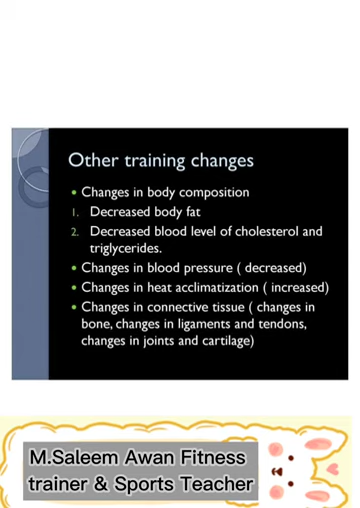 Other training changes
• Changes in body composition
1. Decreased body fat
2. Decreased blood level of cholesterol and
triglycerides.
• Changes in blood pressure ( decreased)
• Changes in heat acclimatization ( increased)
• Changes in connective tissue ( changes in
bone, changes in ligaments and tendons,
changes in joints and cartilage)
M.Saleem Awan Fitness
trainer & Sports Teacher